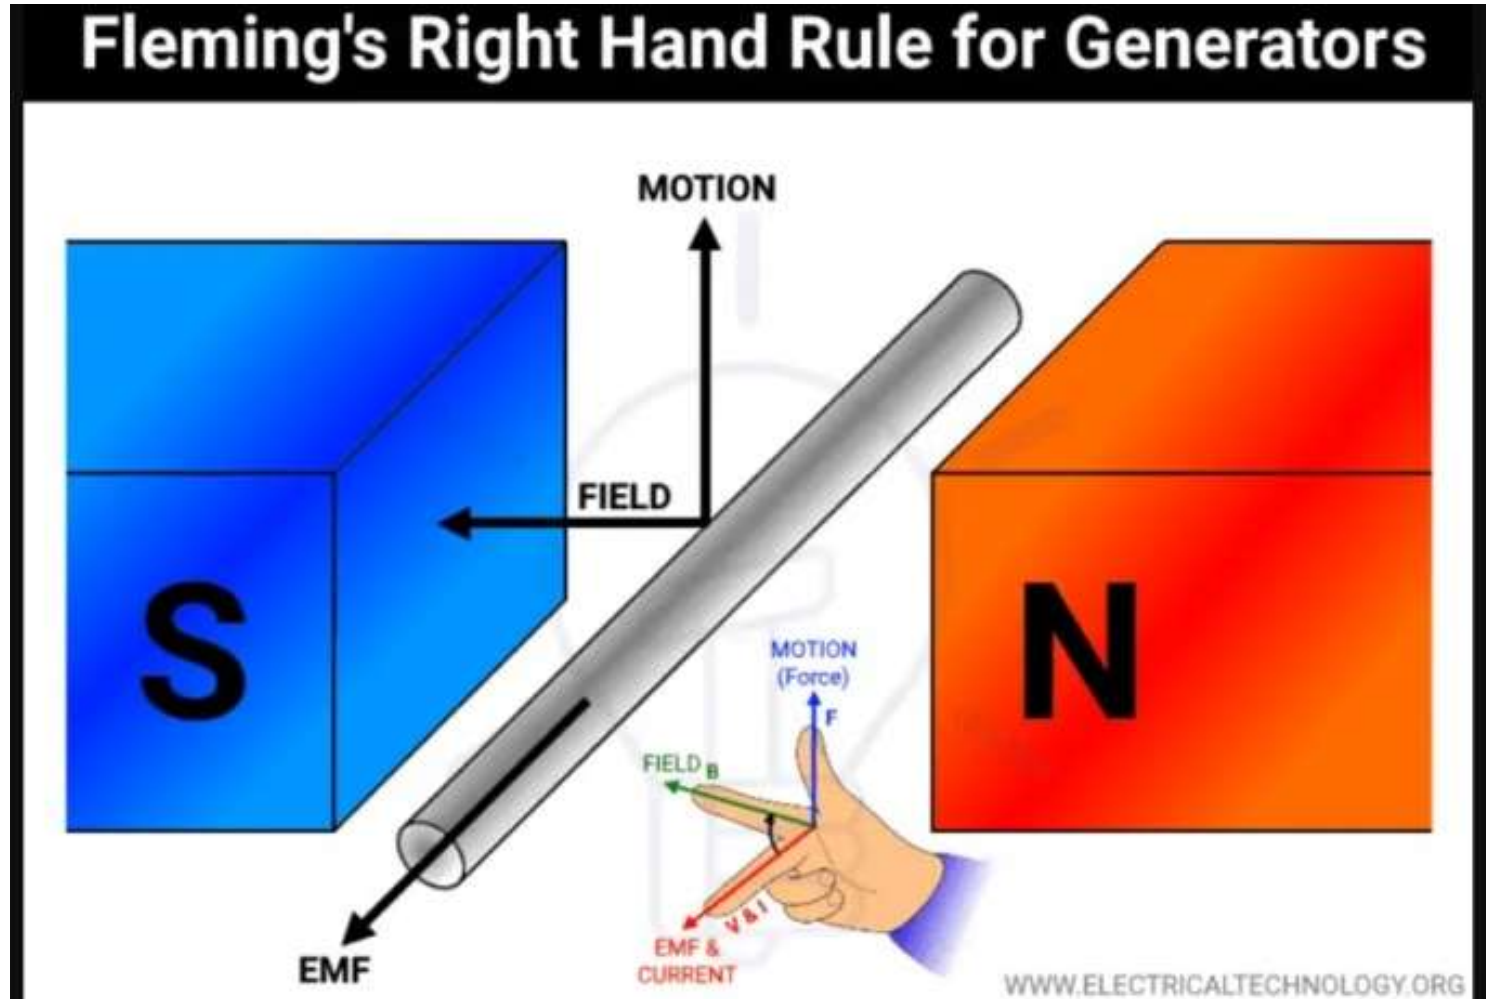 Fleming's Right Hand Rule for Generators
MOTION
FIELD
S
N
MOTION
(Force)
F
FIELD B
V & I
EMF &
CURRENT
EMF
WWW.ELECTRICALTECHNOLOGY.ORG